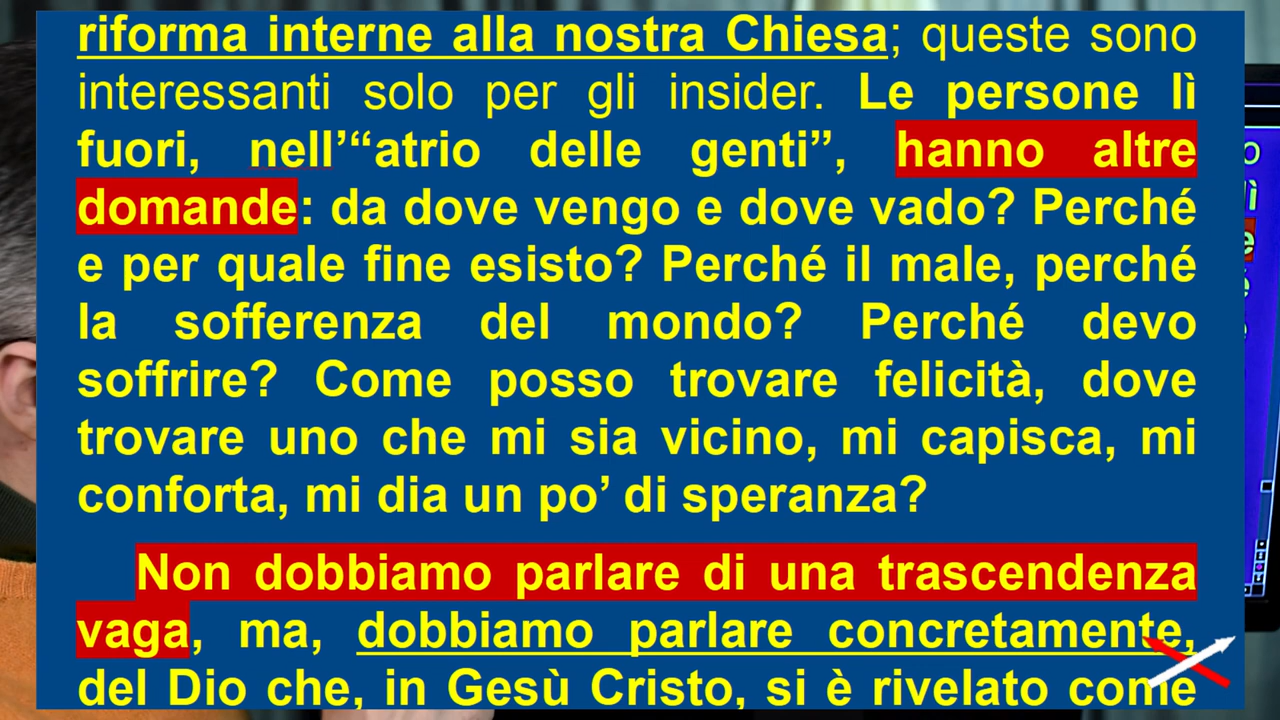 riforma interne alla nostra Chiesa; queste sono
interessanti solo per gli insider. Le persone lì
fuori, nell'“atrio delle genti”, hanno altre
domande: da dove vengo e dove vado? Perché
e per quale fine esisto? Perché il male, perché
la sofferenza del mondo? Perché devo
soffrire? Come posso trovare felicità, dove
trovare uno che mi sia vicino, mi capisca, mi
conforta, mi dia un po’ di speranza?
Non dobbiamo parlare di una trascendenza
vaga, ma, dobbiamo parlare concretamente,
del Dio che, in Gesù Cristo, si è rivelato come